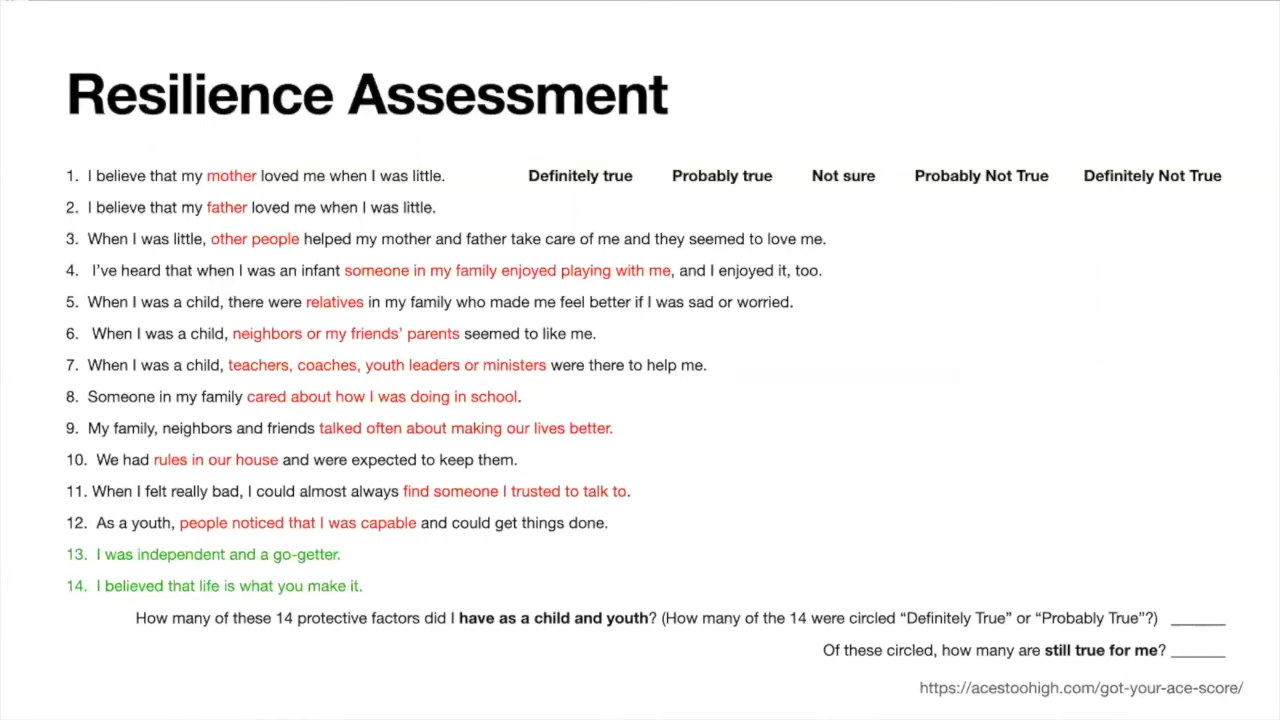 Resilience Assessment
1. I believe that my mother loved me when I was little. Definitely true Probably true Not sure Probably Not True Definitely Not True
2. I believe that my father loved me when I was little.
3. When I was little, other people helped my mother and father take care of me and they seemed to love me.
4. I’ve heard that when I was an infant someone in my family enjoyed playing with me, and I enjoyed it, too.
5. When I was a child, there were relatives in my family who made me feel better if I was sad or worried.
6. When I was a child, neighbors or my friends’ parents seemed to like me.
7. When I was a child, teachers, coaches, youth leaders or ministers were there to help me.
8. Someone in my family cared about how I was doing in school.
9. My family, neighbors and friends talked often about making our lives better.
10. We had rules in our house and were expected to keep them.
11. When I felt really bad, I could almost always find someone I trusted to talk to.
12. As a youth, people noticed that I was capable and could get things done.
13. I was independent and a go-getter.
14. I believed that life is what you make it.
How many of these 14 protective factors did I have as a child and youth? (How many of the 14 were circled “Definitely True” or “Probably True”?) ______
Of these circled, how many are still true for me? ______
https://acestoohigh.com/got-your-ace-score/